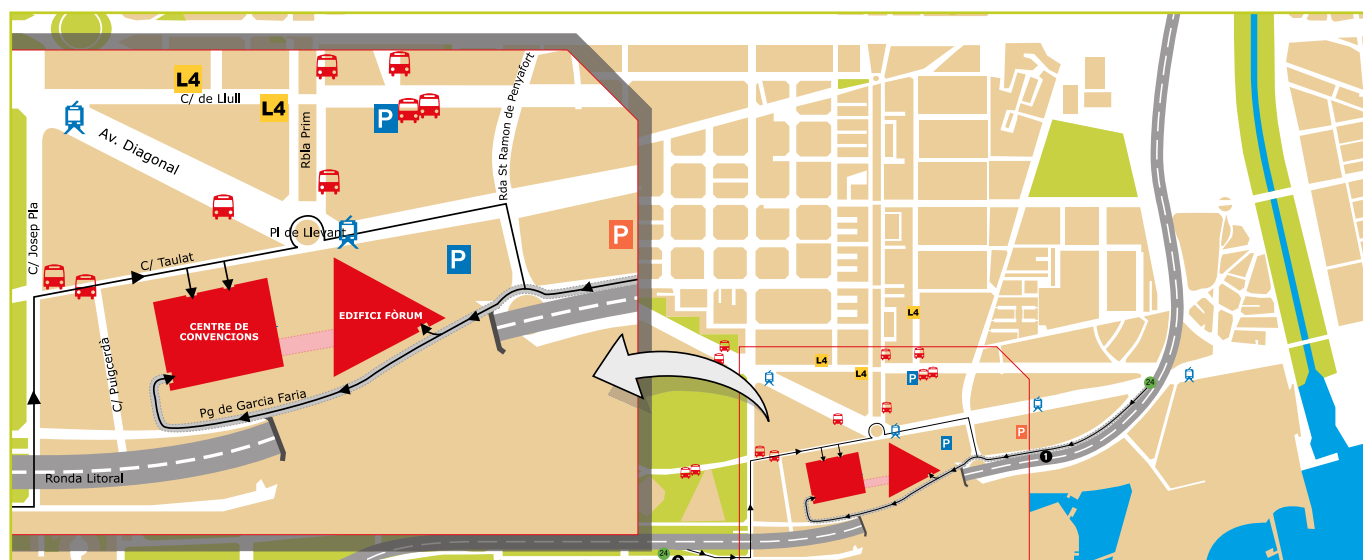 L4
C/ de Llull
L4
P
Av. Diagonal
Rbla Prim
Rda St Ramon de Penyafort
C/ Josep Pla
Pl de Llevant
P
P
C/ Taulat
CENTRE DE
CONVENCIONS
EDIFICI FÒRUM
C/ Puigcerdà
Pg de Garcia Faria
Ronda Litoral
L4
L4
L4
P
24
P
P
1
24